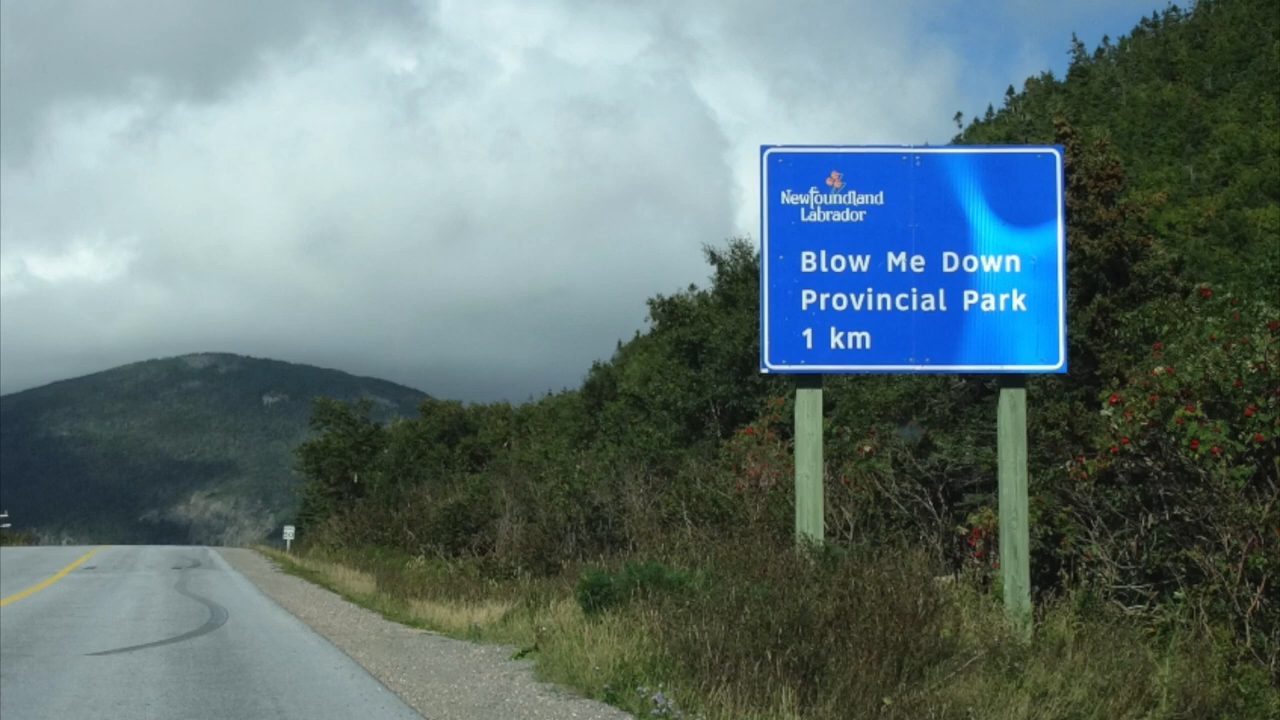 Newfoundland
Labrador
Blow Me Down
Provincial Park
1 km